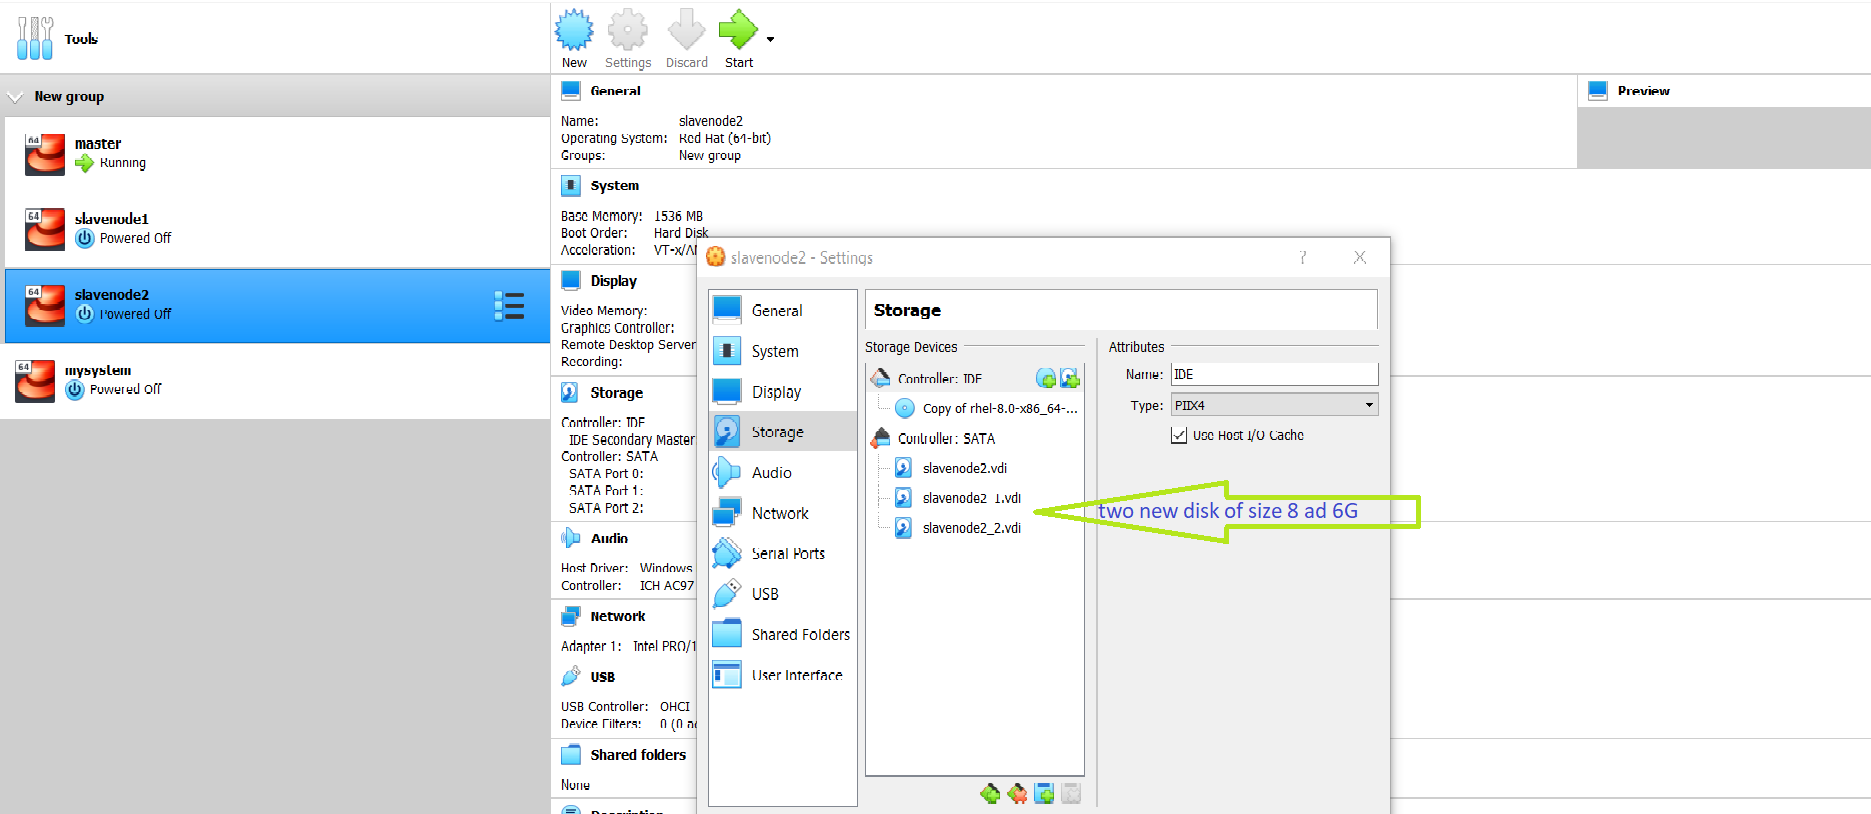 Tools
New group
64
master
Running
64
slavenode1
Powered Off
64
slavenode2
Powered Off
64
mysystem
Powered Off
New
Settings
Discard
Start
General
Name: slavenode2
Operating System: Red Hat (64-bit)
Groups: New group
Preview
System
Base Memory: 1536 MB
Boot Order: Hard Disk
Acceleration: VT-x/A
Display
Video Memory:
Graphics Controller:
Remote Desktop Server
Recording:
Storage
Controller: IDE
IDE Secondary Master
Controller: SATA
SATA Port 0:
SATA Port 1:
SATA Port 2:
Audio
Host Driver: Windows
Controller: ICH AC97
Network
Adapter 1: Intel PRO/1
USB
USB Controller: OHCI
Device Filters: 0 (0 a
Shared folders
None
Description
slavenode2 - Settings
?
General
System
Display
Storage
Audio
Network
Serial Ports
USB
Shared Folders
User Interface
Storage
Storage Devices
Controller: IDE
Copy of rhel-8.0-x86_64-...
Controller: SATA
slavenode2.vdi
slavenode2_1.vdi
slavenode2_2.vdi
Attributes
Name: IDE
Type: PIIX4
Use Host I/O Cache
two new disk of size 8 ad 6G